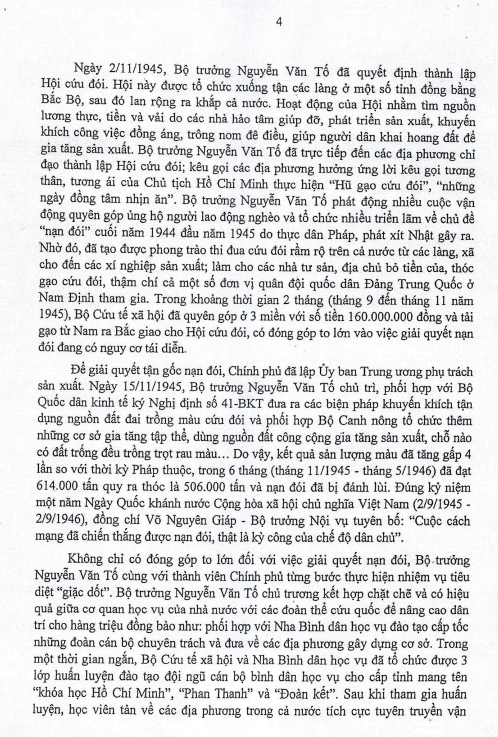 4
Ngày 2/11/1945, Bộ trưởng Nguyễn Văn Tố đã quyết định thành lập
Hội cứu đói. Hội này được tổ chức xuống tận các làng ở một số tỉnh đồng bằng
Bắc Bộ, sau đó lan rộng ra khắp cả nước. Hoạt động của Hội nhằm tìm nguồn
lương thực, tiền và vải do các nhà hảo tâm giúp đỡ, phát triển sản xuất, khuyến
khích công việc đồng áng, trông nom đê điều, giúp người dân khai hoang đất để
gia tăng sản xuất. Bộ trưởng Nguyễn Văn Tố đã trực tiếp đến các địa phương chỉ
đạo thành lập Hội cứu đói; kêu gọi các địa phương hưởng ứng lời kêu gọi tương
thân, tương ái của Chủ tịch Hồ Chí Minh thực hiện “Hũ gạo cứu đói”, “những
ngày đồng tâm nhịn ăn”. Bộ trưởng Nguyễn Văn Tố phát động nhiều cuộc vận
động quyên góp ủng hộ người lao động nghèo và tổ chức nhiều triển lãm về chủ đề
“nạn đói” cuối năm 1944 đầu năm 1945 do thực dân Pháp, phát xít Nhật gây ra.
Nhờ đó, đã tạo được phong trào thi đua cứu đói rầm rộ trên cả nước từ các làng, xã
cho đến các xí nghiệp sản xuất; làm cho các nhà tư sản, địa chủ bỏ tiền của, thóc
gạo cứu đói, thậm chí cả một số đơn vị quân đội quốc dân Đảng Trung Quốc ở
Nam Định tham gia. Trong khoảng thời gian 2 tháng (tháng 9 đến tháng 11 năm
1945), Bộ Cứu tế xã hội đã quyên góp ở 3 miền với số tiền 160.000.000 đồng và tải
gạo từ Nam ra Bắc giao cho Hội cứu đói, có đóng góp to lớn vào việc giải quyết nạn
đói đang có nguy cơ tái diễn.
Để giải quyết tận gốc nạn đói, Chính phủ đã lập Ủy ban Trung ương phụ trách
sản xuất. Ngày 15/11/1945, Bộ trưởng Nguyễn Văn Tố chủ trì, phối hợp với Bộ
Quốc dân kinh tế ký Nghị định số 41-BKT đưa ra các biện pháp khuyến khích tận
dụng nguồn đất đai trồng màu cứu đói và phối hợp Bộ Canh nông tổ chức thêm
những cơ sở gia tăng tập thể, dùng nguồn đất công cộng gia tăng sản xuất, chỗ nào
có đất trống đều trồng trọt rau màu... Do vậy, kết quả sản lượng màu đã tăng gấp 4
lần so với thời kỳ Pháp thuộc, trong 6 tháng (tháng 11/1945 - tháng 5/1946) đã đạt
614.000 tấn quy ra thóc là 506.000 tấn và nạn đói đã bị đánh lùi. Đúng kỷ niệm
một năm Ngày Quốc khánh nước Cộng hòa xã hội chủ nghĩa Việt Nam (2/9/1945 -
2/9/1946), đồng chí Võ Nguyên Giáp - Bộ trưởng Nội vụ tuyên bố: “Cuộc cách
mạng đã chiến thắng được nạn đói, thật là kỳ công của chế độ dân chủ”.
Không chỉ có đóng góp to lớn đối với việc giải quyết nạn đói, Bộ trưởng
Nguyễn Văn Tố cùng với thành viên Chính phủ từng bước thực hiện nhiệm vụ tiêu
diệt “giặc dốt”. Bộ trưởng Nguyễn Văn Tố chủ trương kết hợp chặt chẽ và có hiệu
quả giữa cơ quan học vụ của nhà nước với các đoàn thể cứu quốc để nâng cao dân
trí cho hàng triệu đồng bào như: phối hợp với Nha Bình dân học vụ đào tạo cấp tốc
những đoàn cán bộ chuyên trách và đưa về các địa phương gây dựng cơ sở. Trong
một thời gian ngắn, Bộ Cứu tế xã hội và Nha Bình dân học vụ đã tổ chức được 3
lớp huấn luyện đào tạo đội ngũ cán bộ bình dân học vụ cho cấp tỉnh mang tên
“khóa học Hồ Chí Minh”, “Phan Thanh” và “Đoàn kết”. Sau khi tham gia huấn
luyện, học viên tản về các địa phương trong cả nước tích cực tuyên truyền vận